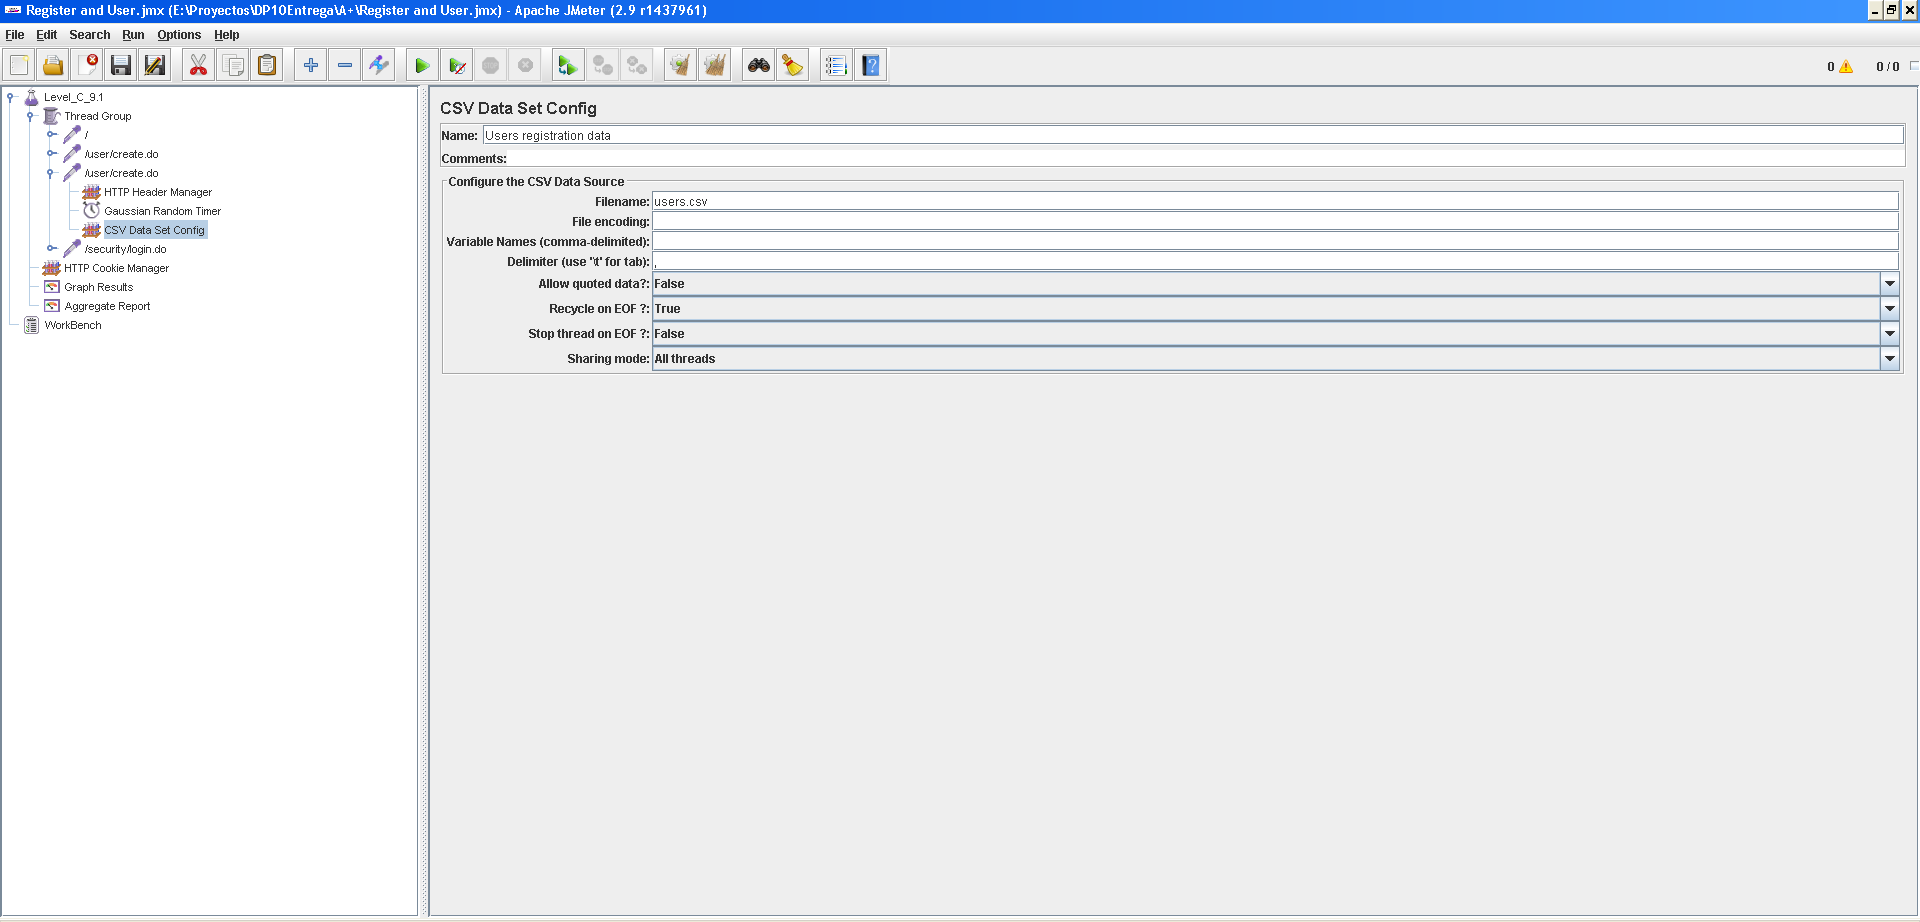 Register and User.jmx (E:\Proyectos\DP10Entrega\A+\Register and User.jmx) - Apache JMeter (2.9 r1437961)
File Edit Search Run Options Help
0 0 / 0
Level_C_9.1
Thread Group
/
/user/create.do
/user/create.do
HTTP Header Manager
Gaussian Random Timer
CSV Data Set Config
/security/login.do
HTTP Cookie Manager
Graph Results
Aggregate Report
WorkBench
CSV Data Set Config
Name: Users registration data
Comments:
Configure the CSV Data Source
Filename: users.csv
File encoding:
Variable Names (comma-delimited):
Delimiter (use '\t' for tab): ,
Allow quoted data?: False
Recycle on EOF ?: True
Stop thread on EOF ?: False
Sharing mode: All threads